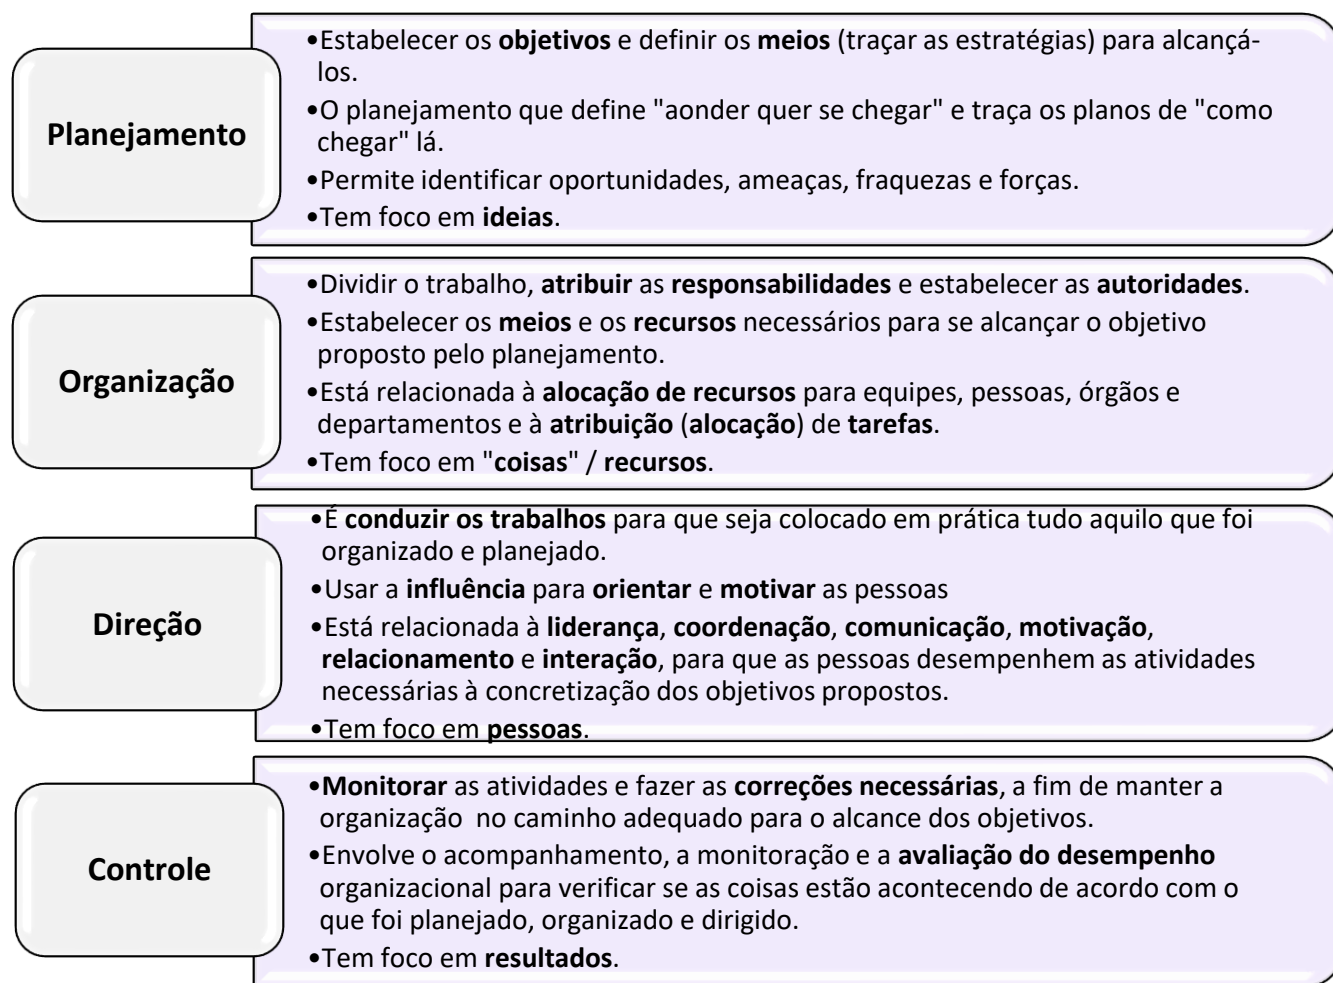 Planejamento
•Estabelecer os objetivos e definir os meios (traçar as estratégias) para alcançá-
los.
•O planejamento que define "aonder quer se chegar" e traça os planos de "como
chegar" lá.
•Permite identificar oportunidades, ameaças, fraquezas e forças.
•Tem foco em ideias.
Organização
•Dividir o trabalho, atribuir as responsabilidades e estabelecer as autoridades.
•Estabelecer os meios e os recursos necessários para se alcançar o objetivo
proposto pelo planejamento.
•Está relacionada à alocação de recursos para equipes, pessoas, órgãos e
departamentos e à atribuição (alocação) de tarefas.
•Tem foco em "coisas" / recursos.
Direção
•É conduzir os trabalhos para que seja colocado em prática tudo aquilo que foi
organizado e planejado.
•Usar a influência para orientar e motivar as pessoas
•Está relacionada à liderança, coordenação, comunicação, motivação,
relacionamento e interação, para que as pessoas desempenhem as atividades
necessárias à concretização dos objetivos propostos.
•Tem foco em pessoas.
Controle
•Monitorar as atividades e fazer as correções necessárias, a fim de manter a
organização  no caminho adequado para o alcance dos objetivos.
•Envolve o acompanhamento, a monitoração e a avaliação do desempenho
organizacional para verificar se as coisas estão acontecendo de acordo com o
que foi planejado, organizado e dirigido.
•Tem foco em resultados.